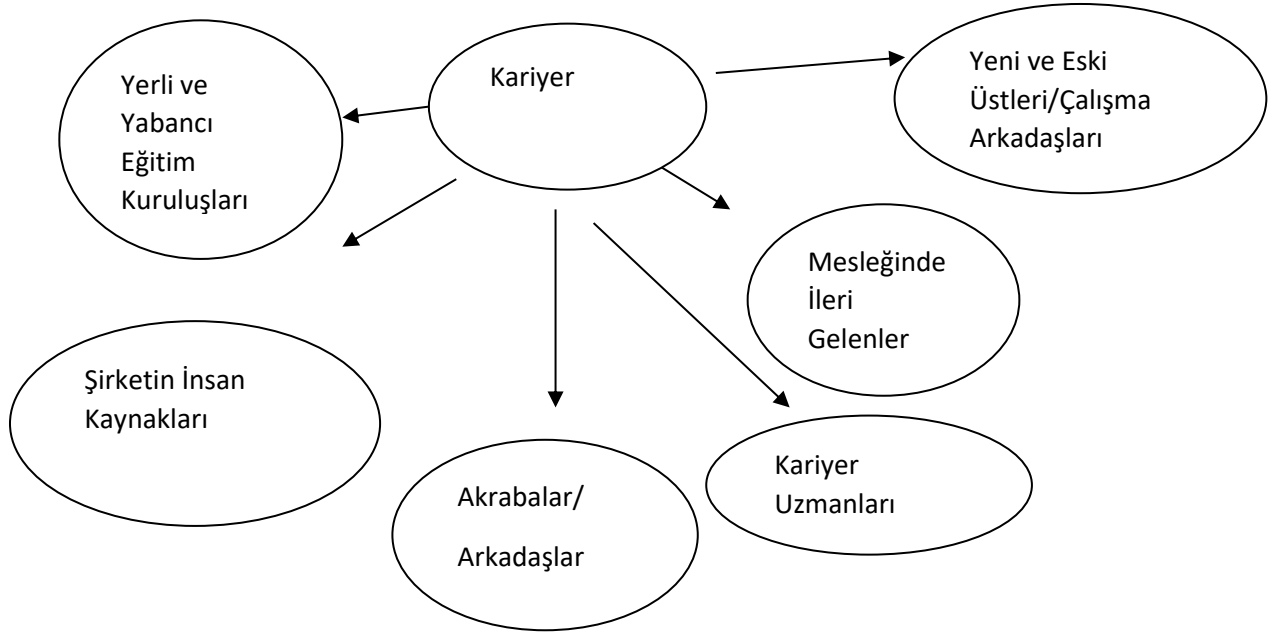 Kariyer
Yerli ve
Yabancı
Eğitim
Kuruluşları
Yeni ve Eski
Üstleri/Çalışma
Arkadaşları
Mesleğinde
İleri
Gelenler
Şirketin İnsan
Kaynakları
Akrabalar/
Arkadaşlar
Kariyer
Uzmanları